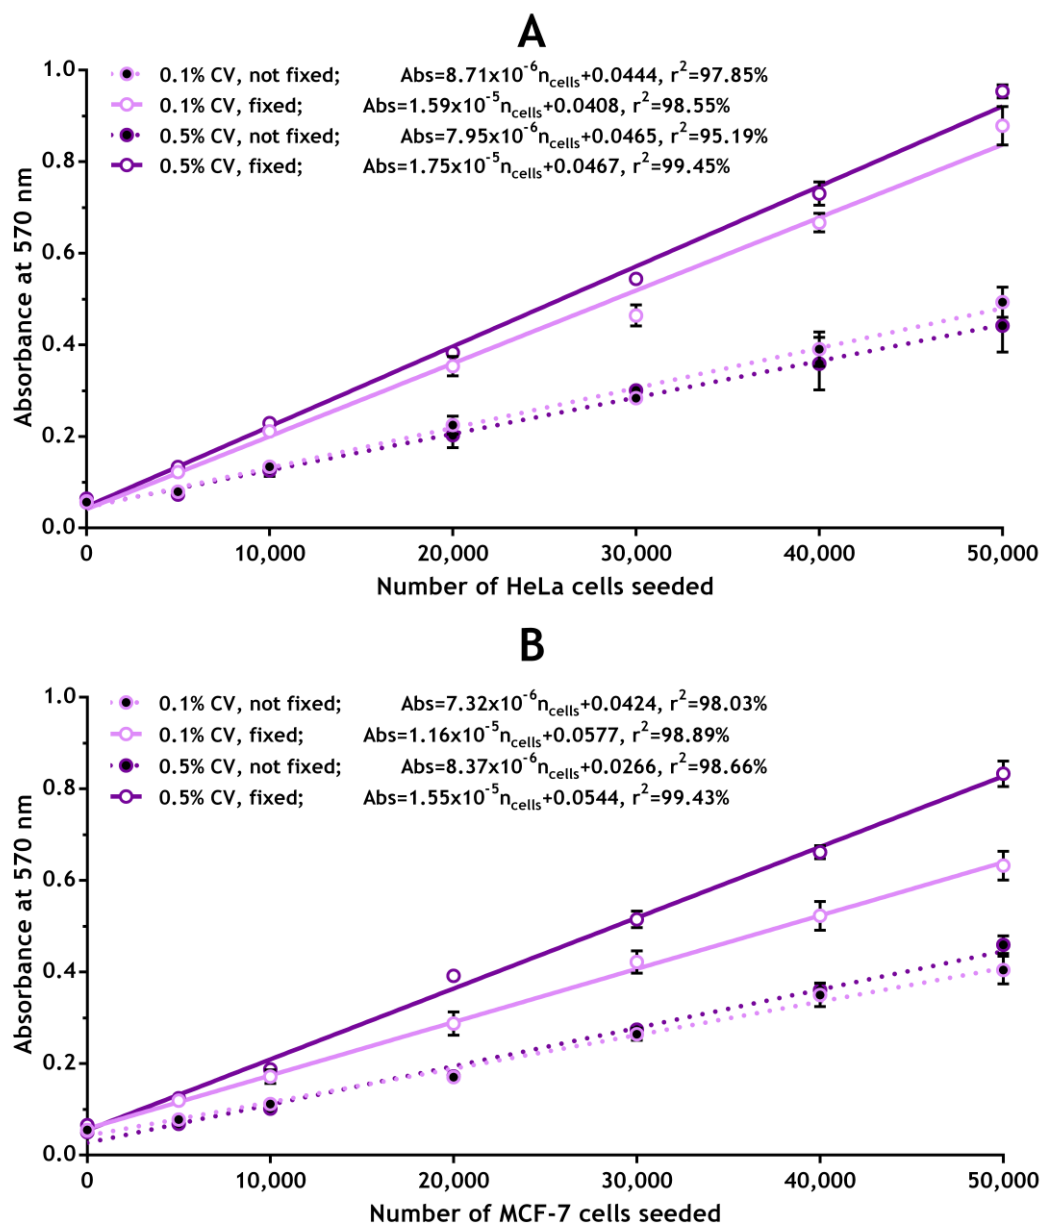 A
0.1% CV, not fixed; Abs=8.71x10⁻⁶n_cells+0.0444, r²=97.85%
0.1% CV, fixed; Abs=1.59x10⁻⁵n_cells+0.0408, r²=98.55%
0.5% CV, not fixed; Abs=7.95x10⁻⁶n_cells+0.0465, r²=95.19%
0.5% CV, fixed; Abs=1.75x10⁻⁵n_cells+0.0467, r²=99.45%
Absorbance at 570 nm
1.0
0.8
0.6
0.4
0.2
0.0
0 10,000 20,000 30,000 40,000 50,000
Number of HeLa cells seeded
B
0.1% CV, not fixed; Abs=7.32x10⁻⁶n_cells+0.0424, r²=98.03%
0.1% CV, fixed; Abs=1.16x10⁻⁵n_cells+0.0577, r²=98.89%
0.5% CV, not fixed; Abs=8.37x10⁻⁶n_cells+0.0266, r²=98.66%
0.5% CV, fixed; Abs=1.55x10⁻⁵n_cells+0.0544, r²=99.43%
Absorbance at 570 nm
1.0
0.8
0.6
0.4
0.2
0.0
0 10,000 20,000 30,000 40,000 50,000
Number of MCF-7 cells seeded